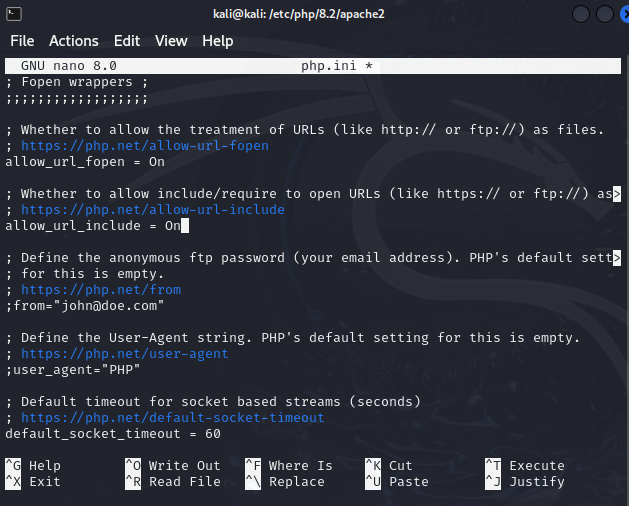 kali@kali: /etc/php/8.2/apache2
File Actions Edit View Help
GNU nano 8.0 php.ini *
; Fopen wrappers ;
;;;;;;;;;;;;;;;;;;
; Whether to allow the treatment of URLs (like http:// or ftp://) as files.
; https://php.net/allow-url-fopen
allow_url_fopen = On
; Whether to allow include/require to open URLs (like https:// or ftp://) as>
; https://php.net/allow-url-include
allow_url_include = On
; Define the anonymous ftp password (your email address). PHP's default sett>
; for this is empty.
; https://php.net/from
;from="john@doe.com"
; Define the User-Agent string. PHP's default setting for this is empty.
; https://php.net/user-agent
;user_agent="PHP"
; Default timeout for socket based streams (seconds)
; https://php.net/default-socket-timeout
default_socket_timeout = 60
^G Help ^O Write Out ^F Where Is ^K Cut ^T Execute
^X Exit ^R Read File ^\ Replace ^U Paste ^J Justify